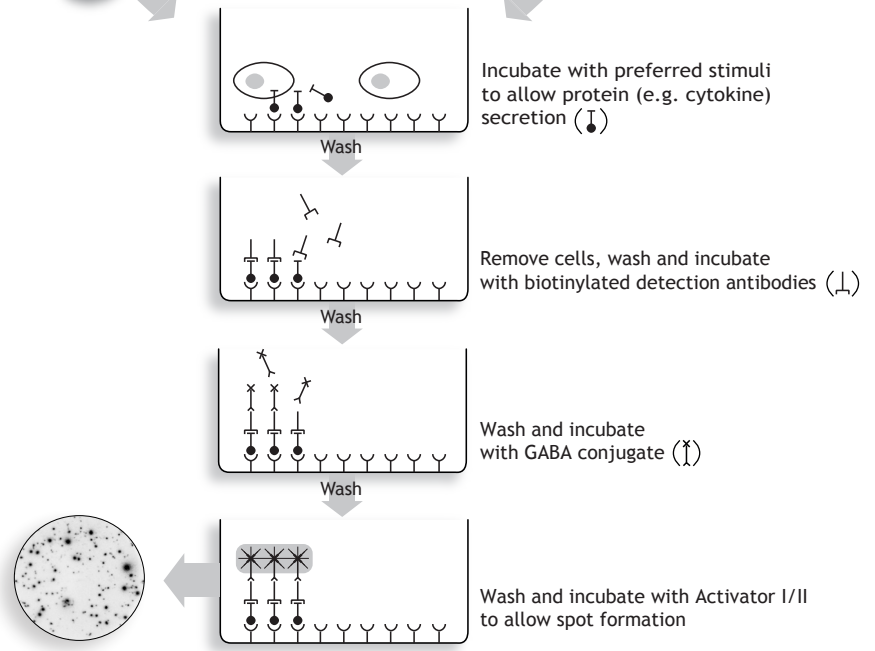 Incubate with preferred stimuli
to allow protein (e.g. cytokine)
secretion ( )
Wash
Remove cells, wash and incubate
with biotinylated detection antibodies ( )
Wash
Wash and incubate
with GABA conjugate ( )
Wash
Wash and incubate with Activator I/II
to allow spot formation